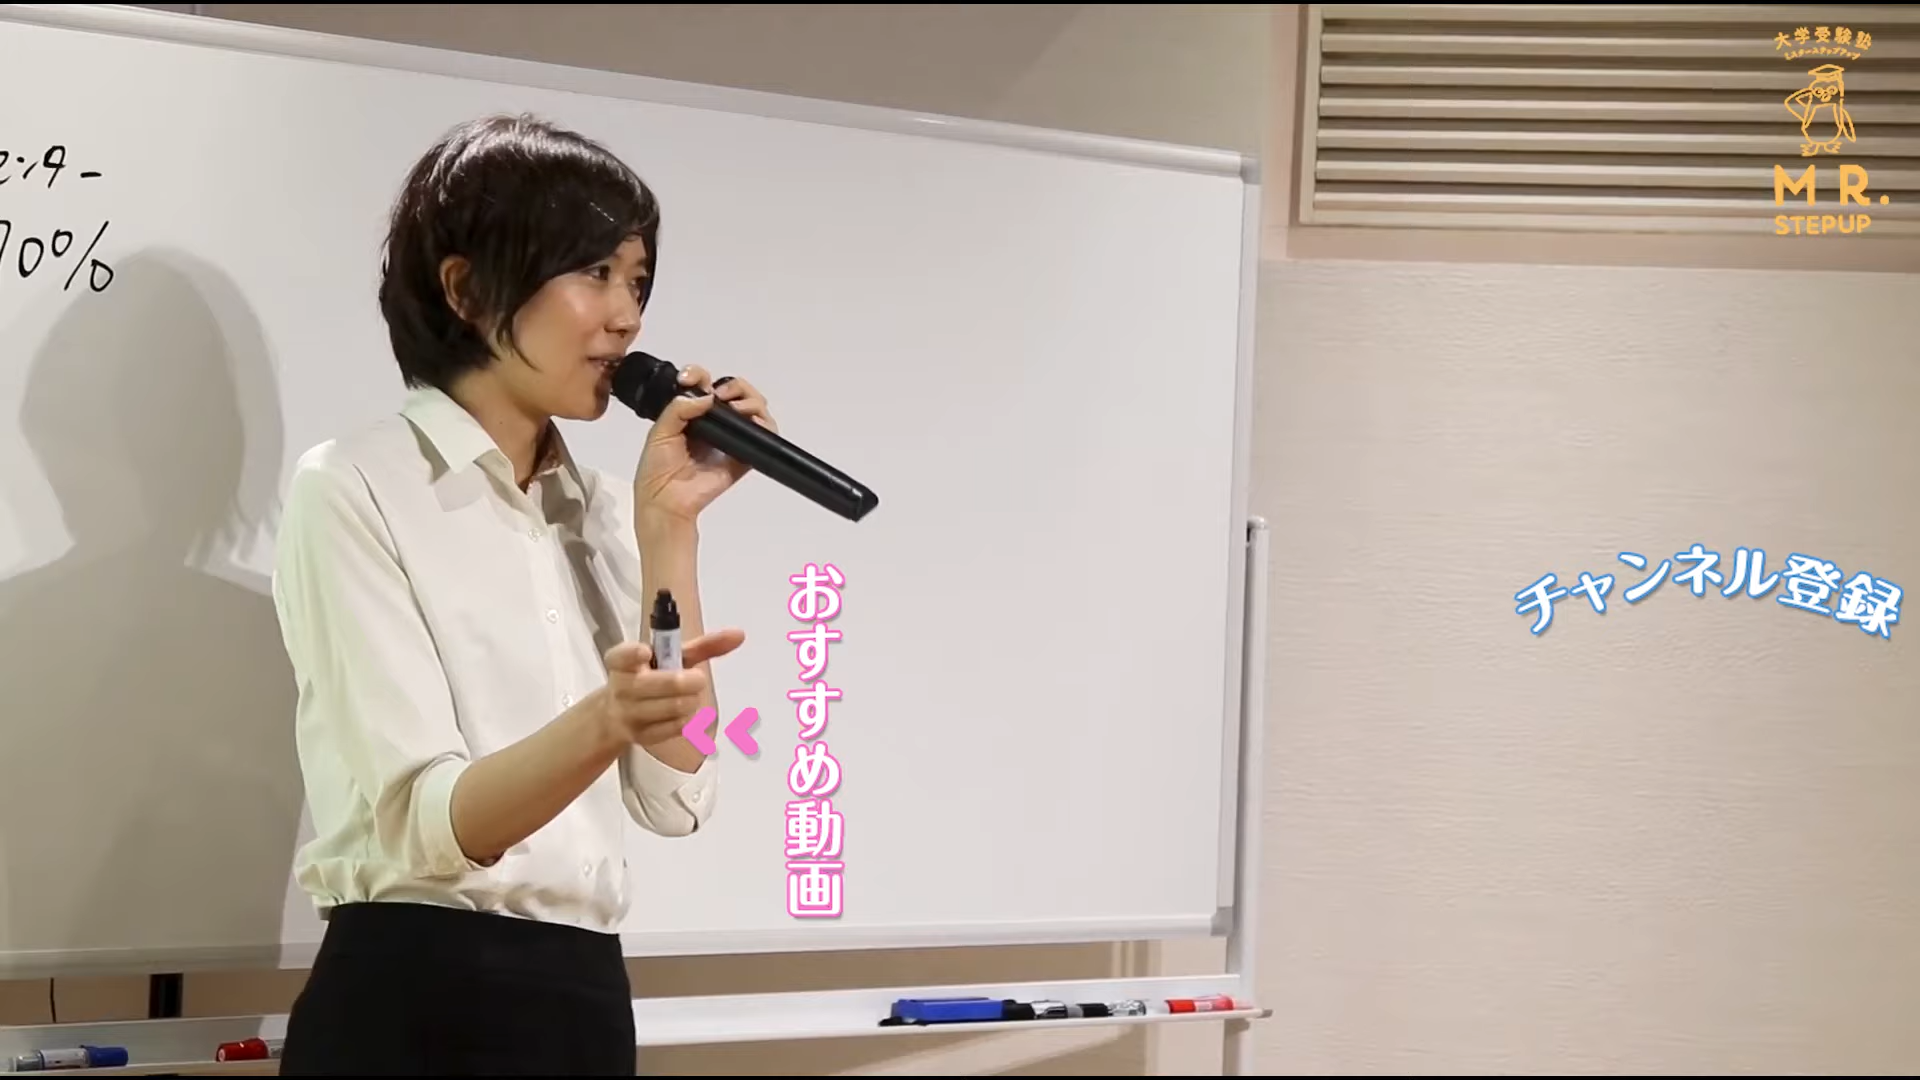 センター
70%
大学受験塾
ミスターステップアップ
MR.
STEPUP
チャンネル登録
おすすめ動画